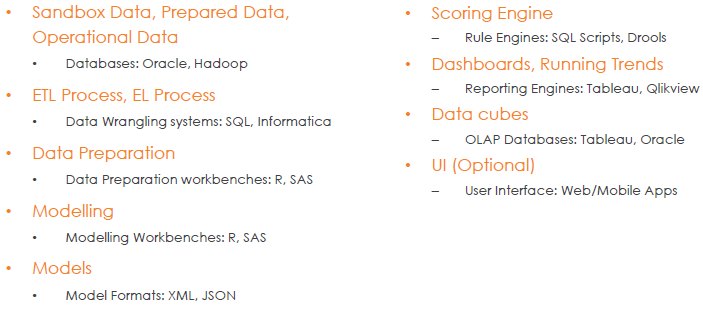 • Sandbox Data, Prepared Data,
Operational Data
• Databases: Oracle, Hadoop
• ETL Process, EL Process
• Data Wrangling systems: SQL, Informatica
• Data Preparation
• Data Preparation workbenches: R, SAS
• Modelling
• Modelling Workbenches: R, SAS
• Models
• Model Formats: XML, JSON
• Scoring Engine
– Rule Engines: SQL Scripts, Drools
• Dashboards, Running Trends
– Reporting Engines: Tableau, Qlikview
• Data cubes
– OLAP Databases: Tableau, Oracle
• UI (Optional)
– User Interface: Web/Mobile Apps